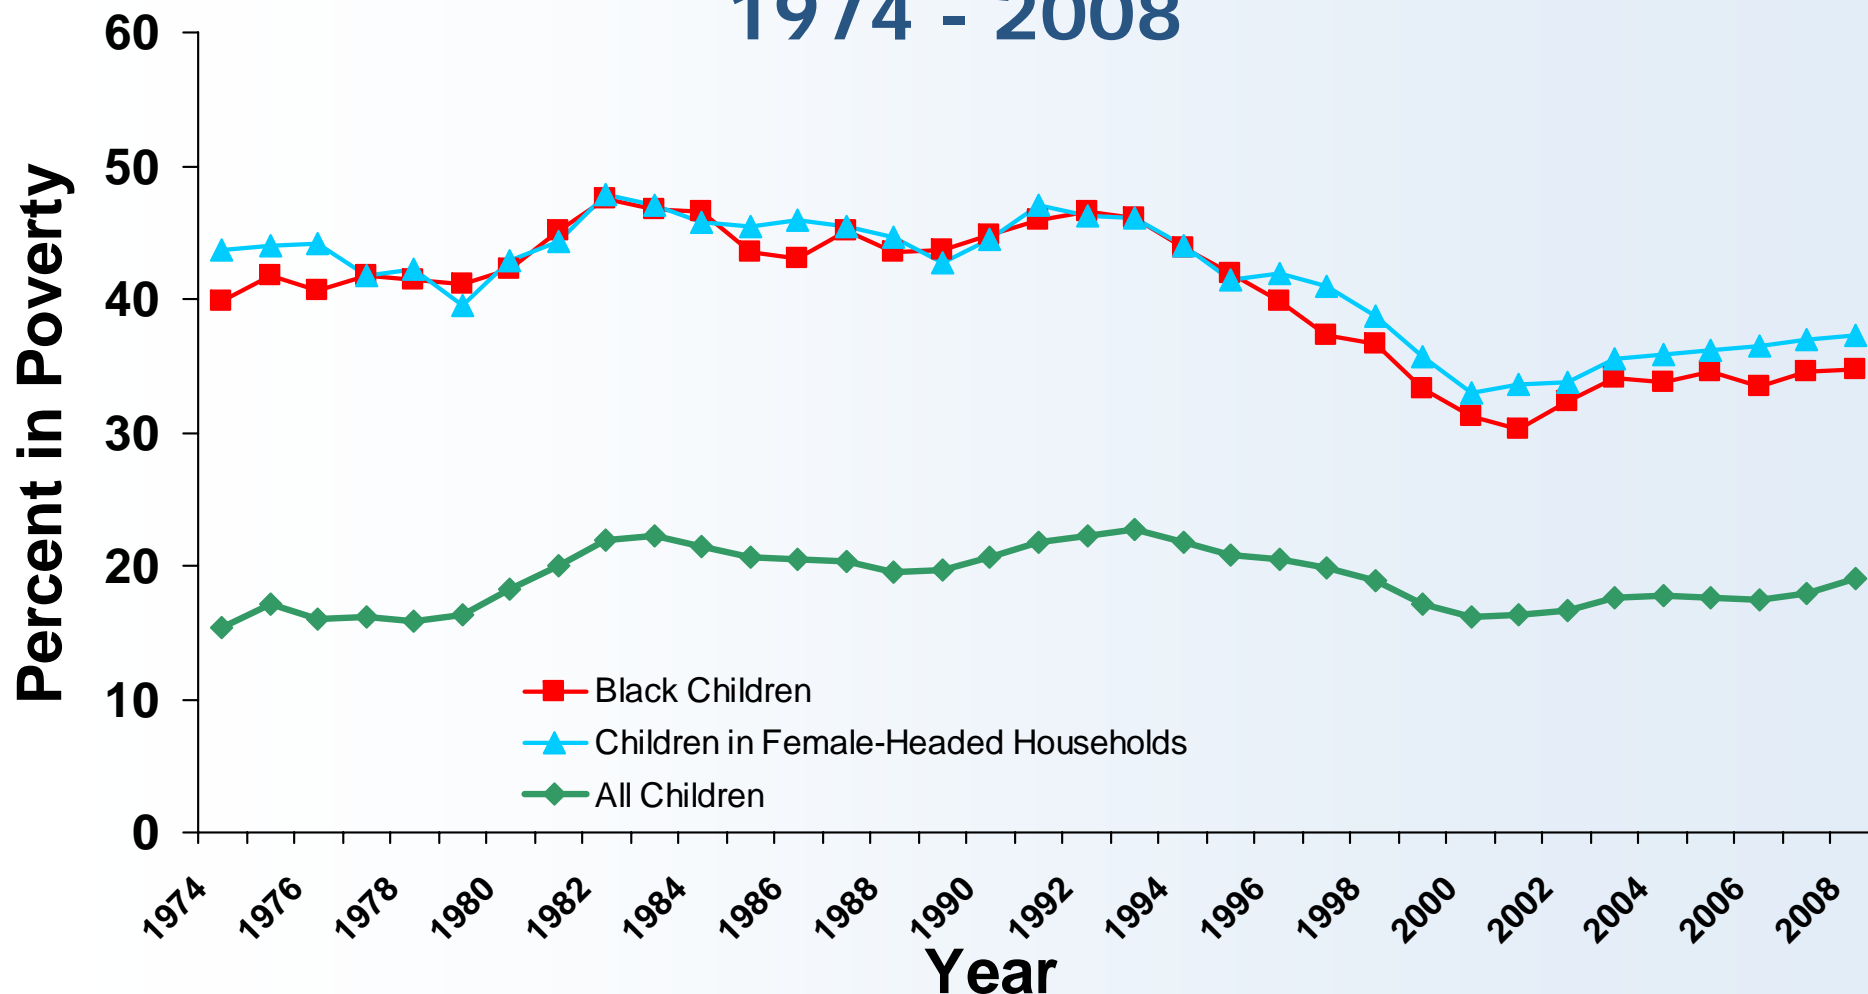 1974 - 2008
Percent in Poverty
60
50
40
30
20
10
0
Black Children
Children in Female-Headed Households
All Children
1974 1976 1978 1980 1982 1984 1986 1988 1990 1992 1994 1996 1998 2000 2002 2004 2006 2008
Year